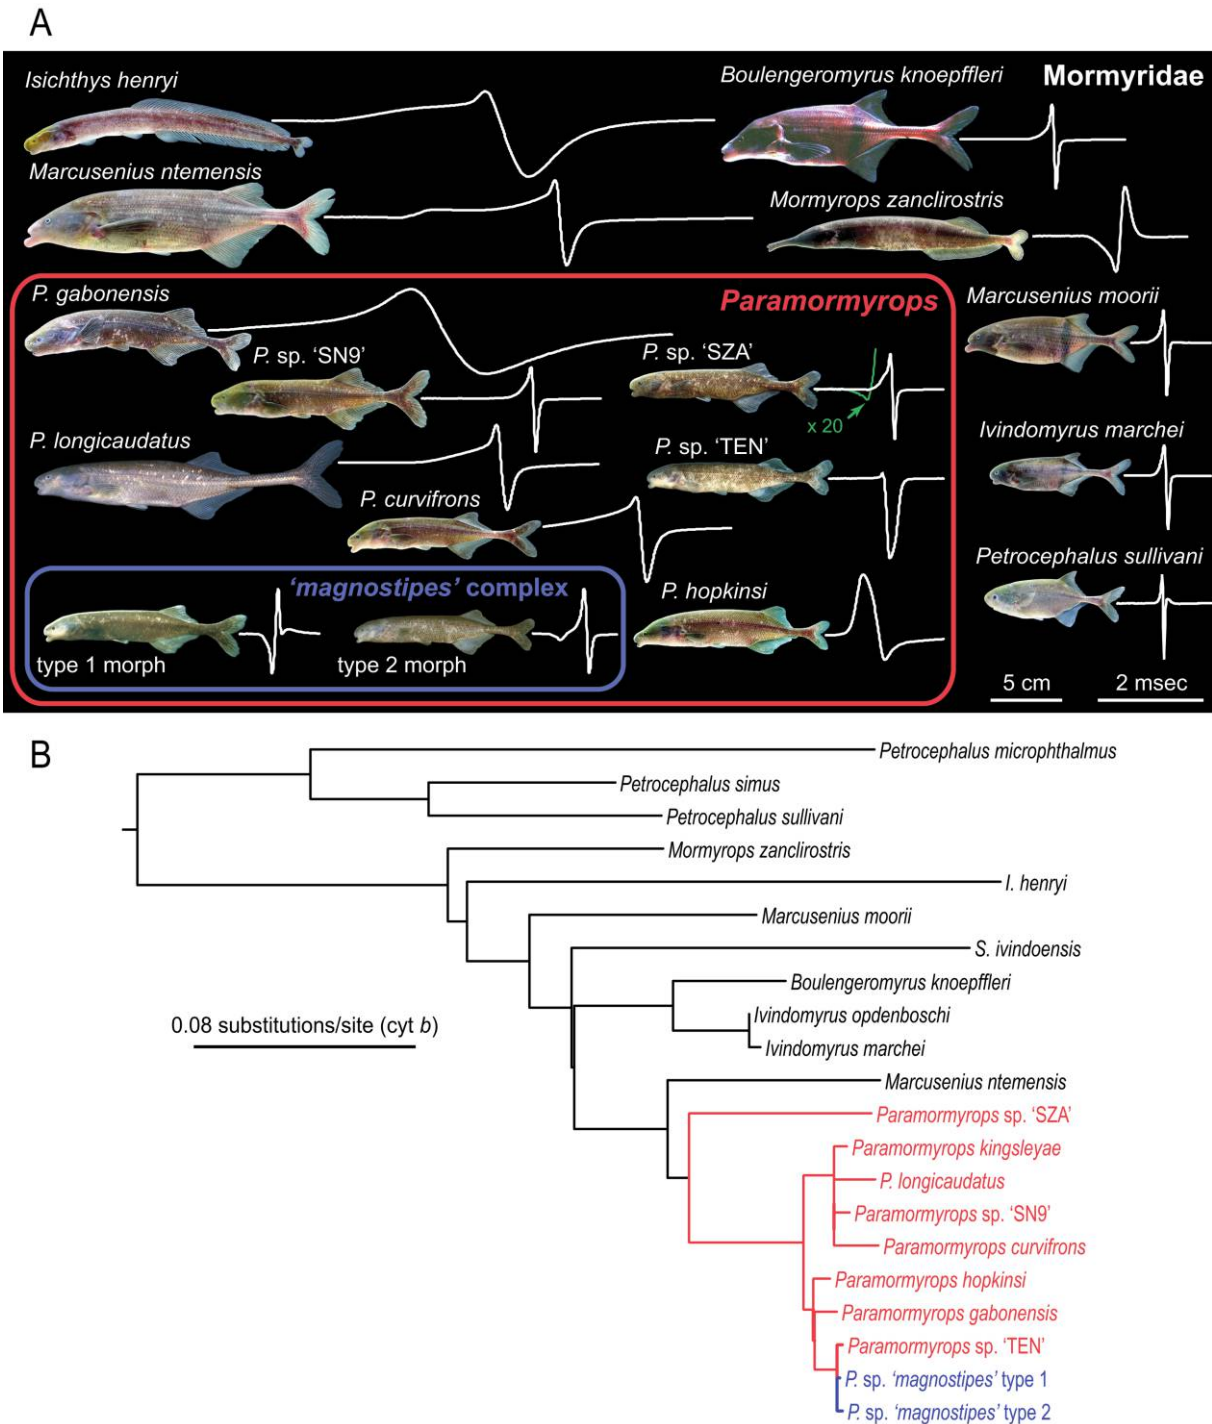 A
Isichthys henryi
Boulengeromyrus knoepffleri
Mormyridae
Marcusenius ntemensis
Mormyrops zanclirostris
P. gabonensis
Paramormyrops
Marcusenius moorii
P. sp. 'SN9'
P. sp. 'SZA'
x 20
P. longicaudatus
P. sp. 'TEN'
Ivindomyrus marchei
P. curvifrons
Petrocephalus sullivani
'magnostipes' complex
P. hopkinsi
type 1 morph
type 2 morph
5 cm
2 msec
B
Petrocephalus microphthalmus
Petrocephalus simus
Petrocephalus sullivani
Mormyrops zanclirostris
I. henryi
Marcusenius moorii
S. ivindoensis
Boulengeromyrus knoepffleri
Ivindomyrus opdenboschi
0.08 substitutions/site (cyt b)
Ivindomyrus marchei
Marcusenius ntemensis
Paramormyrops sp. 'SZA'
Paramormyrops kingsleyae
P. longicaudatus
Paramormyrops sp. 'SN9'
Paramormyrops curvifrons
Paramormyrops hopkinsi
Paramormyrops gabonensis
Paramormyrops sp. 'TEN'
P. sp. 'magnostipes' type 1
P. sp. 'magnostipes' type 2